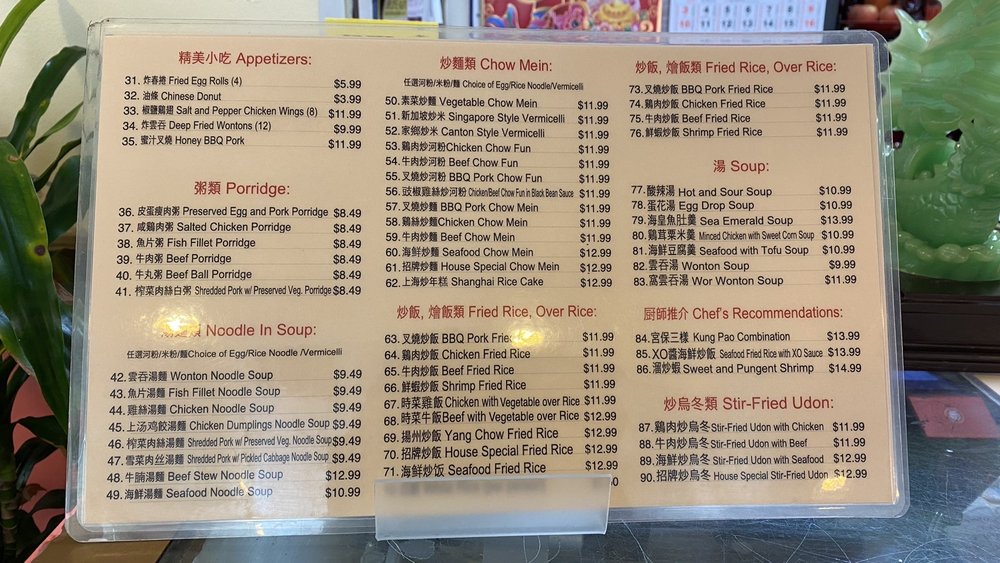 精美小吃 Appetizers:
31. 炸春捲 Fried Egg Rolls (4) $5.99
32. 油條 Chinese Donut $3.99
33. 椒鹽鷄翅 Salt and Pepper Chicken Wings (8) $11.99
34. 炸雲吞 Deep Fried Wontons (12) $9.99
35. 蜜汁叉燒 Honey BBQ Pork $11.99
粥類 Porridge:
36. 皮蛋瘦肉粥 Preserved Egg and Pork Porridge $8.49
37. 咸鷄肉粥 Salted Chicken Porridge $8.49
38. 魚片粥 Fish Fillet Porridge $8.49
39. 牛肉粥 Beef Porridge $8.49
40. 牛丸粥 Beef Ball Porridge $8.49
41. 榨菜肉絲白粥 Shredded Pork w/ Preserved Veg. Porridge $8.49
Noodle In Soup:
任選河粉/米粉/麵 Choice of Egg/Rice Noodle /Vermicelli
42. 雲吞湯麵 Wonton Noodle Soup $9.49
43. 魚片湯麵 Fish Fillet Noodle Soup $9.49
44. 雞絲湯麵 Chicken Noodle Soup $9.49
45. 上汤鸡餃湯麵 Chicken Dumplings Noodle Soup $9.49
46. 榨菜肉絲湯麵 Shredded Pork w/ Preserved Veg. Noodle Soup $9.49
47. 雪菜肉丝湯麵 Shredded Pork w/ Pickled Cabbage Noodle Soup $9.49
48. 牛腩湯麵 Beef Stew Noodle Soup $12.99
49. 海鮮湯麵 Seafood Noodle Soup $10.99
炒麵類 Chow Mein:
任選河粉/米粉/麵 Choice of Egg/Rice Noodle/Vermicelli
50. 素菜炒麵 Vegetable Chow Mein $11.99
51. 新加坡炒米 Singapore Style Vermicelli $11.99
52. 家鄉炒米 Canton Style Vermicelli $11.99
53. 鷄肉炒河粉 Chicken Chow Fun $11.99
54. 牛肉炒河粉 Beef Chow Fun $11.99
55. 叉燒炒河粉 BBQ Pork Chow Fun $11.99
56. 豉椒雞絲炒河粉 Chicken/Beef Chow Fun in Black Bean Sauce $11.99
57. 叉燒炒麵 BBQ Pork Chow Mein $11.99
58. 鷄絲炒麵 Chicken Chow Mein $11.99
59. 牛肉炒麵 Beef Chow Mein $11.99
60. 海鮮炒麵 Seafood Chow Mein $12.99
61. 招牌炒麵 House Special Chow Mein $12.99
62. 上海炒年糕 Shanghai Rice Cake $12.99
炒飯, 燴飯類 Fried Rice, Over Rice:
63. 叉燒炒飯 BBQ Pork Fried $11.99
64. 鷄肉炒飯 Chicken Fried Rice $11.99
65. 牛肉炒飯 Beef Fried Rice $11.99
66. 鮮蝦炒飯 Shrimp Fried Rice $11.99
67. 時菜雞飯 Chicken with Vegetable over Rice $11.99
68. 時菜牛飯 Beef with Vegetable over Rice $12.99
69. 揚州炒飯 Yang Chow Fried Rice $12.99
70. 招牌炒飯 House Special Fried Rice $12.99
71. 海鮮炒饭 Seafood Fried Rice $12.99
炒飯, 燴飯類 Fried Rice, Over Rice:
73. 叉燒炒飯 BBQ Pork Fried Rice $11.99
74. 鷄肉炒飯 Chicken Fried Rice $11.99
75. 牛肉炒飯 Beef Fried Rice $11.99
76. 鮮蝦炒飯 Shrimp Fried Rice $11.99
湯 Soup:
77. 酸辣湯 Hot and Sour Soup $10.99
78. 蛋花湯 Egg Drop Soup $10.99
79. 海皇魚肚羹 Sea Emerald Soup $13.99
80. 鷄茸粟米羹 Minced Chicken with Sweet Corn Soup $10.99
81. 海鮮豆腐羹 Seafood with Tofu Soup $10.99
82. 雲吞湯 Wonton Soup $9.99
83. 窩雲吞湯 Wor Wonton Soup $11.99
厨師推介 Chef's Recommendations:
84. 宮保三樣 Kung Pao Combination $13.99
85. XO醬海鮮炒飯 Seafood Fried Rice with XO Sauce $13.99
86. 溜炒蝦 Sweet and Pungent Shrimp $14.99
炒烏冬類 Stir-Fried Udon:
87. 鷄肉炒烏冬 Stir-Fried Udon with Chicken $11.99
88. 牛肉炒烏冬 Stir-Fried Udon with Beef $11.99
89. 海鮮炒烏冬 Stir-Fried Udon with Seafood $12.99
90. 招牌炒烏冬 House Special Stir-Fried Udon $12.99